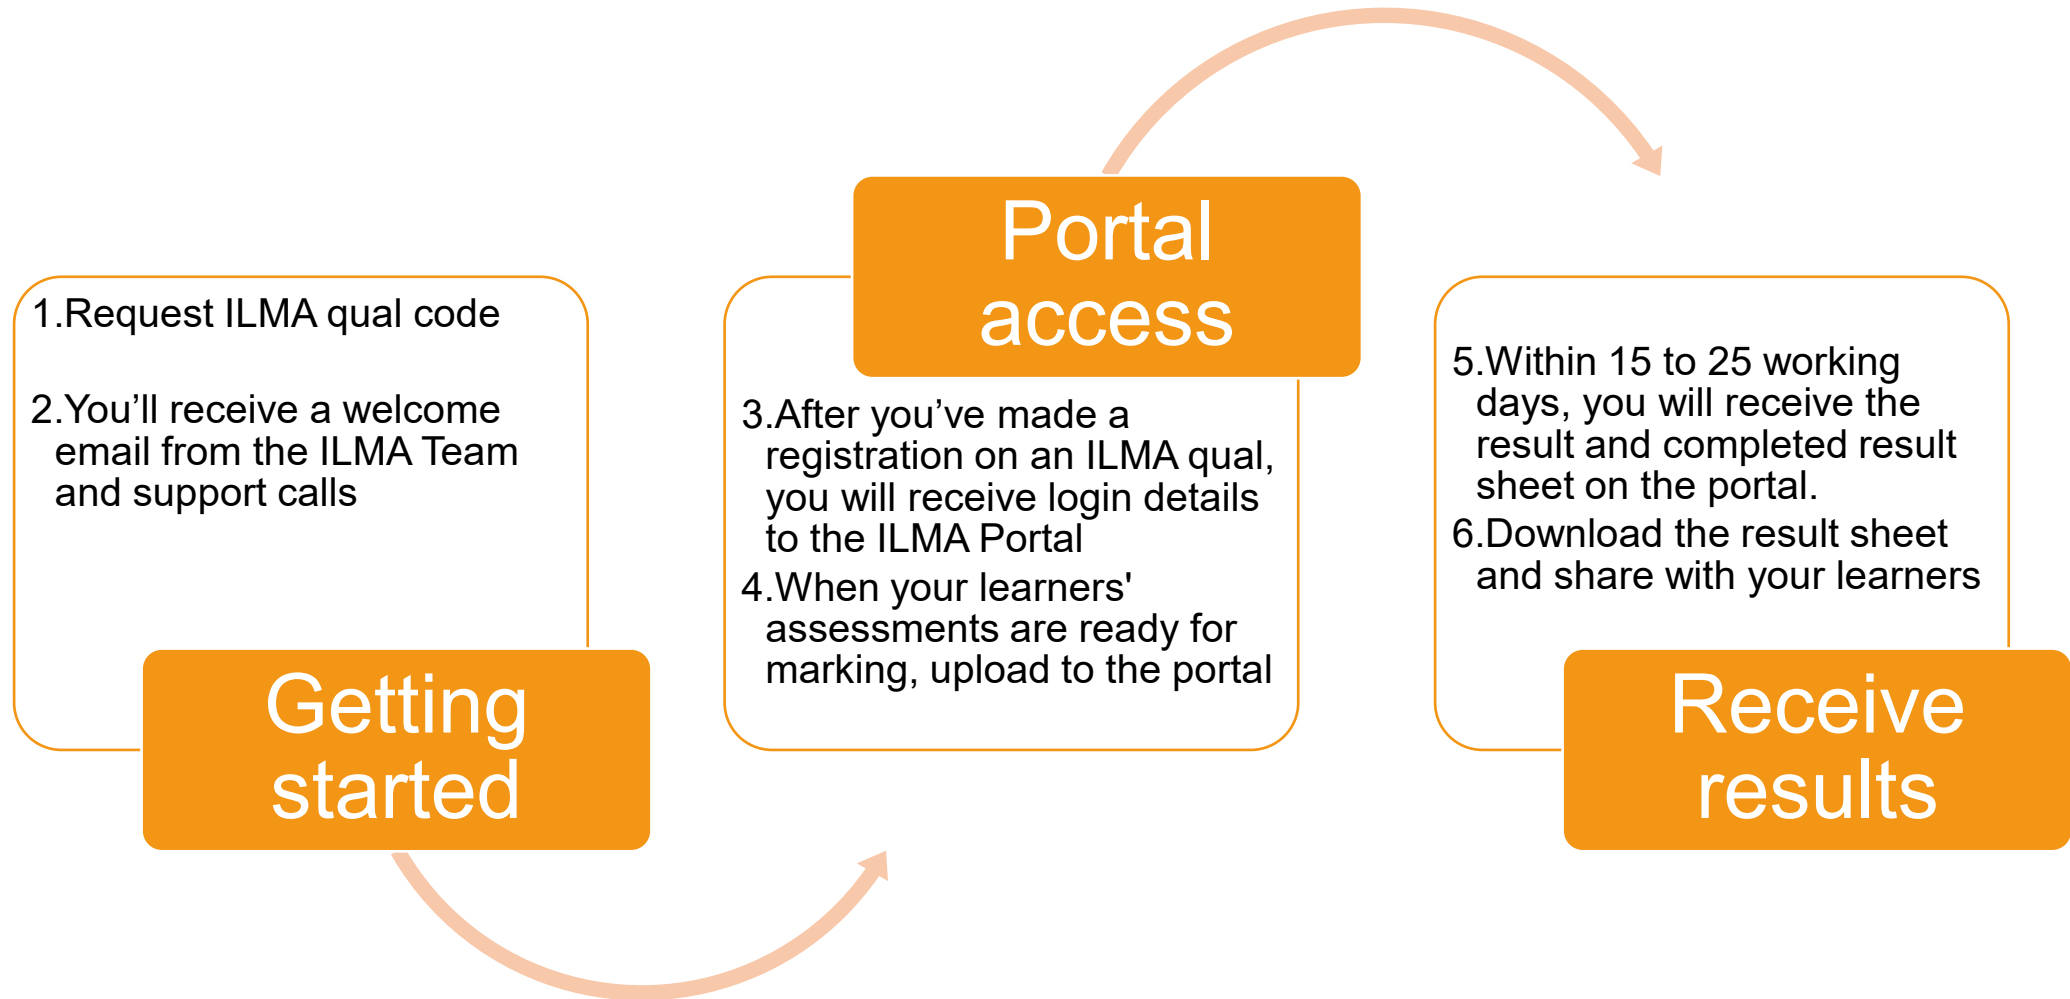 1.Request ILMA qual code
2.You’ll receive a welcome
email from the ILMA Team
and support calls
Getting
started
Portal
access
3.After you’ve made a
registration on an ILMA qual,
you will receive login details
to the ILMA Portal
4.When your learners'
assessments are ready for
marking, upload to the portal
5.Within 15 to 25 working
days, you will receive the
result and completed result
sheet on the portal.
6.Download the result sheet
and share with your learners
Receive
results